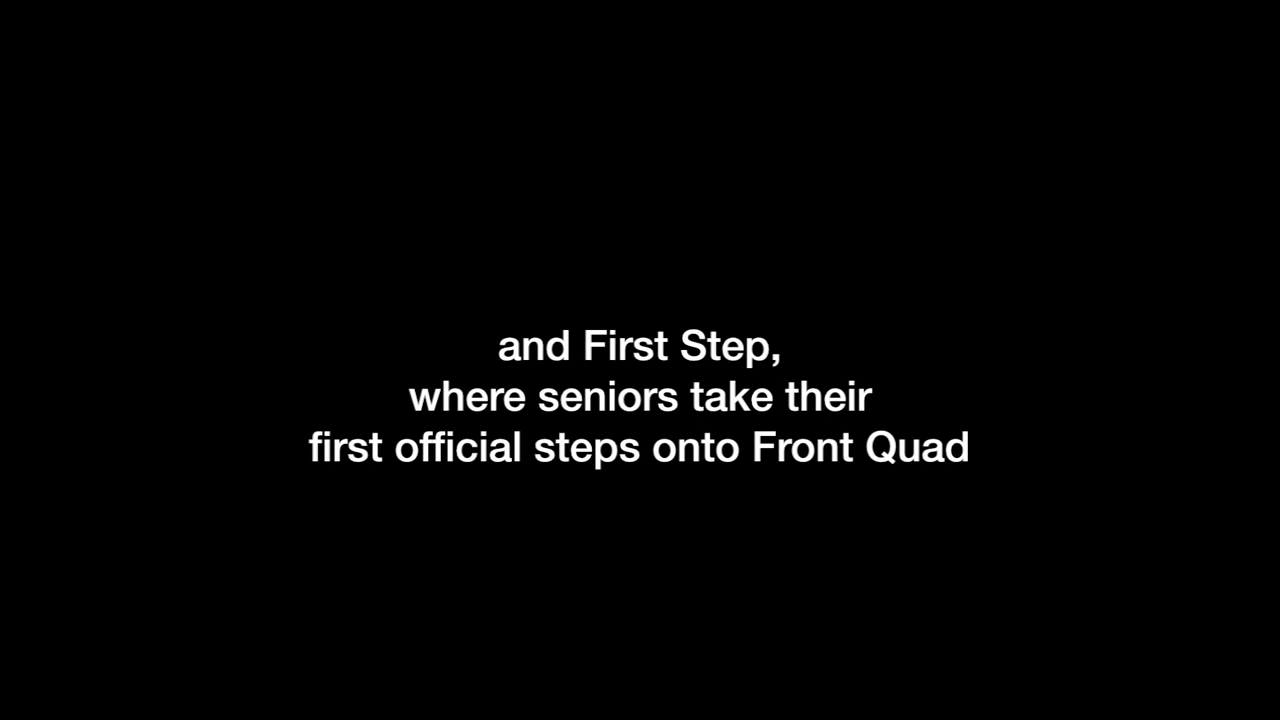 and First Step,
where seniors take their
first official steps onto Front Quad